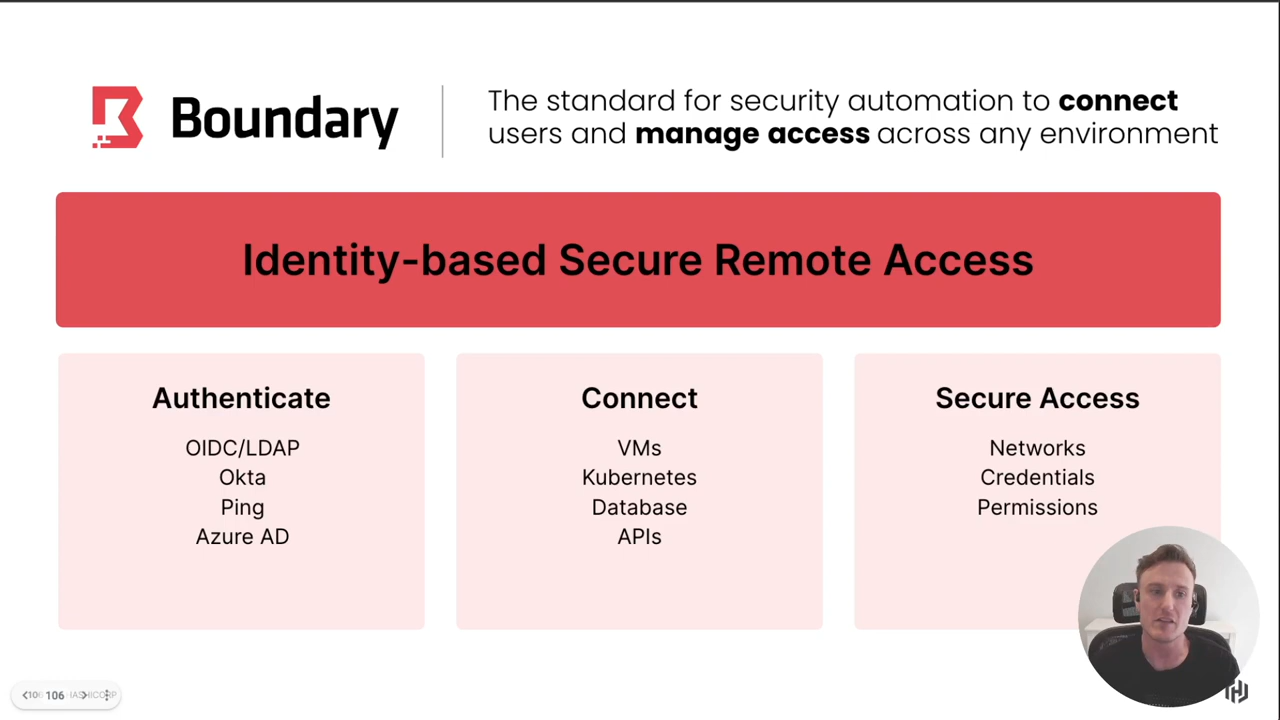 Boundary
The standard for security automation to connect
users and manage access across any environment
Identity-based Secure Remote Access
Authenticate
OIDC/LDAP
Okta
Ping
Azure AD
Connect
VMs
Kubernetes
Database
APIs
Secure Access
Networks
Credentials
Permissions
106